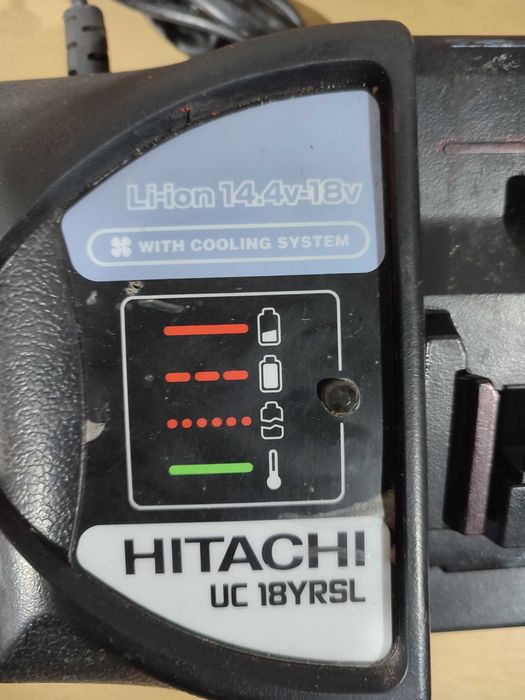 Li-ion 14.4v-18v
WITH COOLING SYSTEM
HITACHI
UC 18YRSL